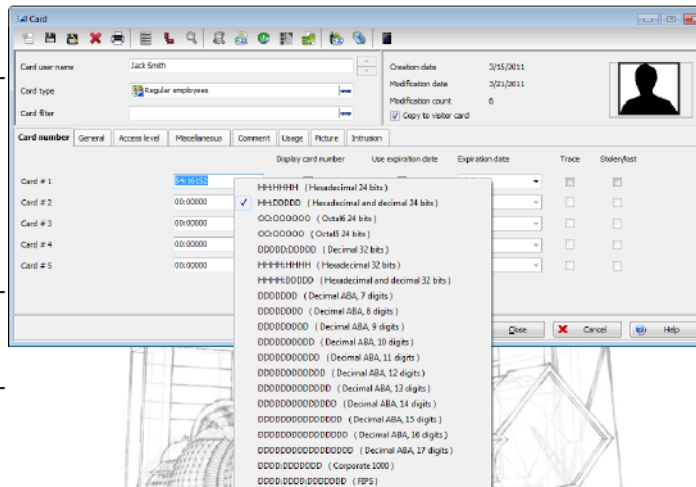 Card
Card user name Jack Smith
Card type Regular employees
Card filter
Creation date 3/15/2011
Modification date 3/21/2011
Modification count 6
Copy to visitor card
Card number General Access level Miscellaneous Comment Usage Picture Intrusion
Display card number Use expiration date Expiration date Trace Stolen/lost
Card # 1 54:16152
Card # 2 00:00000
Card # 3 00:00000
Card # 4 00:00000
Card # 5 00:00000
HH:HHHH (Hexadecimal 24 bits)
HH:DDDDD (Hexadecimal and decimal 24 bits)
OO:OOOOOO (Octal6 24 bits)
OO:OOOOO (Octal5 24 bits)
DDDDD:DDDDD (Decimal 32 bits)
HHHH:HHHH (Hexadecimal 32 bits)
HHHH:DDDDD (Hexadecimal and decimal 32 bits)
DDDDDDD (Decimal ABA, 7 digits)
DDDDDDDD (Decimal ABA, 8 digits)
DDDDDDDDD (Decimal ABA, 9 digits)
DDDDDDDDDD (Decimal ABA, 10 digits)
DDDDDDDDDDD (Decimal ABA, 11 digits)
DDDDDDDDDDDD (Decimal ABA, 12 digits)
DDDDDDDDDDDDD (Decimal ABA, 13 digits)
DDDDDDDDDDDDDD (Decimal ABA, 14 digits)
DDDDDDDDDDDDDDD (Decimal ABA, 15 digits)
DDDDDDDDDDDDDDDD (Decimal ABA, 16 digits)
DDDDDDDDDDDDDDDDD (Decimal ABA, 17 digits)
DDDD:DDDDDDD (Corporate 1000)
DDDD:DDDD:DDDDDDD (FIPS)
Close Cancel Help